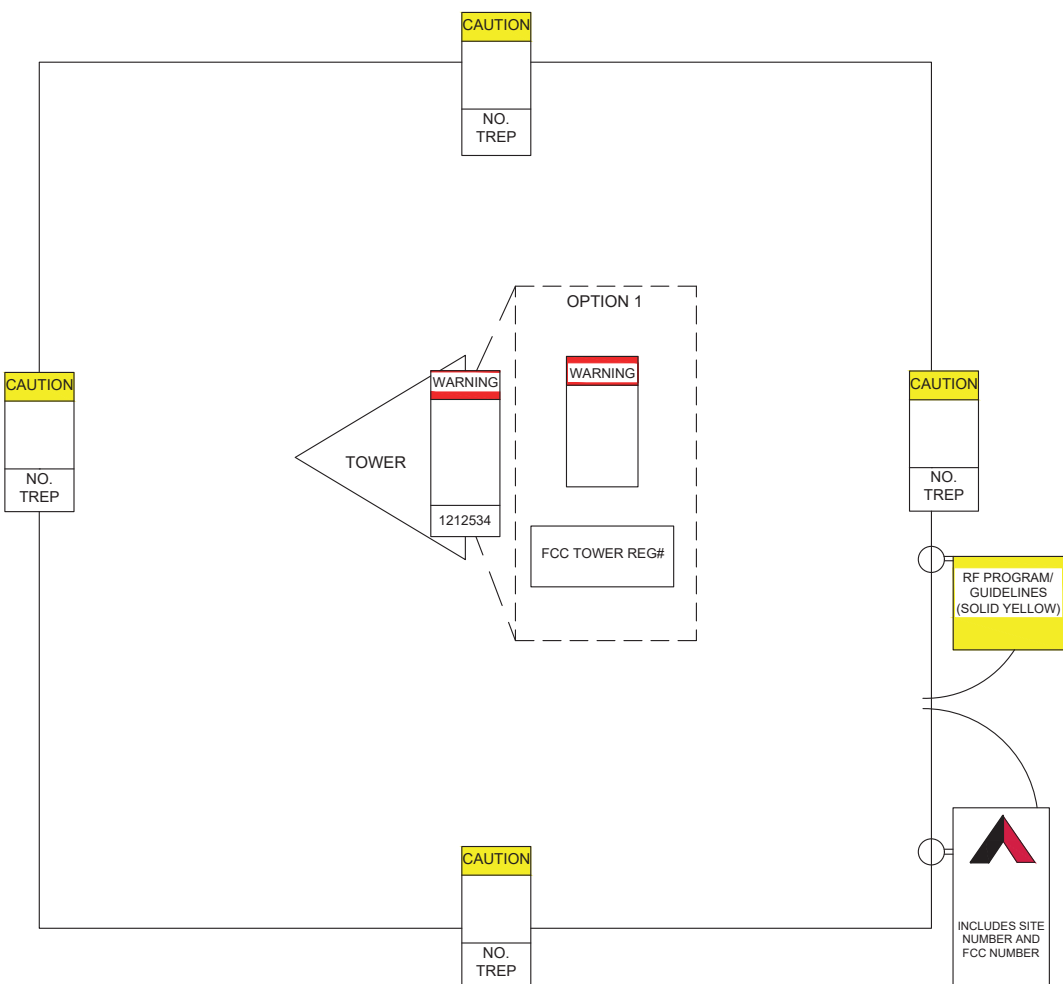 CAUTION
NO.
TREP
OPTION 1
CAUTION
NO.
TREP
WARNING
TOWER
1212534
WARNING
FCC TOWER REG#
CAUTION
NO.
TREP
RF PROGRAM/
GUIDELINES
(SOLID YELLOW)
CAUTION
NO.
TREP
INCLUDES SITE
NUMBER AND
FCC NUMBER